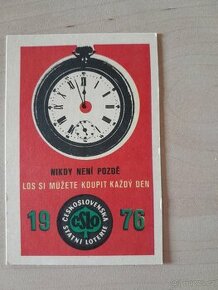 NIKDY NENÍ POZDĚ
LOS SI MŮŽETE KOUPIT KAŽDÝ DEN
19 76
ČESKOSLOVENSKÁ
STÁTNÍ LOTERIE